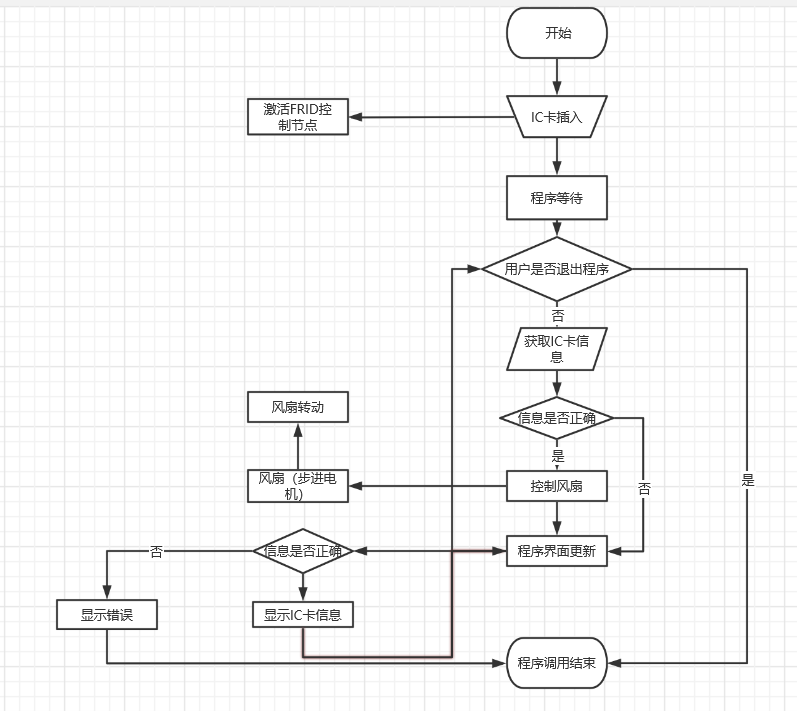 开始
激活FRID控
制节点
IC卡插入
程序等待
用户是否退出程序
否
获取IC卡信
息
风扇转动
信息是否正确
是
风扇（步进电
机）
控制风扇
否
是
否
信息是否正确
程序界面更新
显示错误
显示IC卡信息
程序调用结束